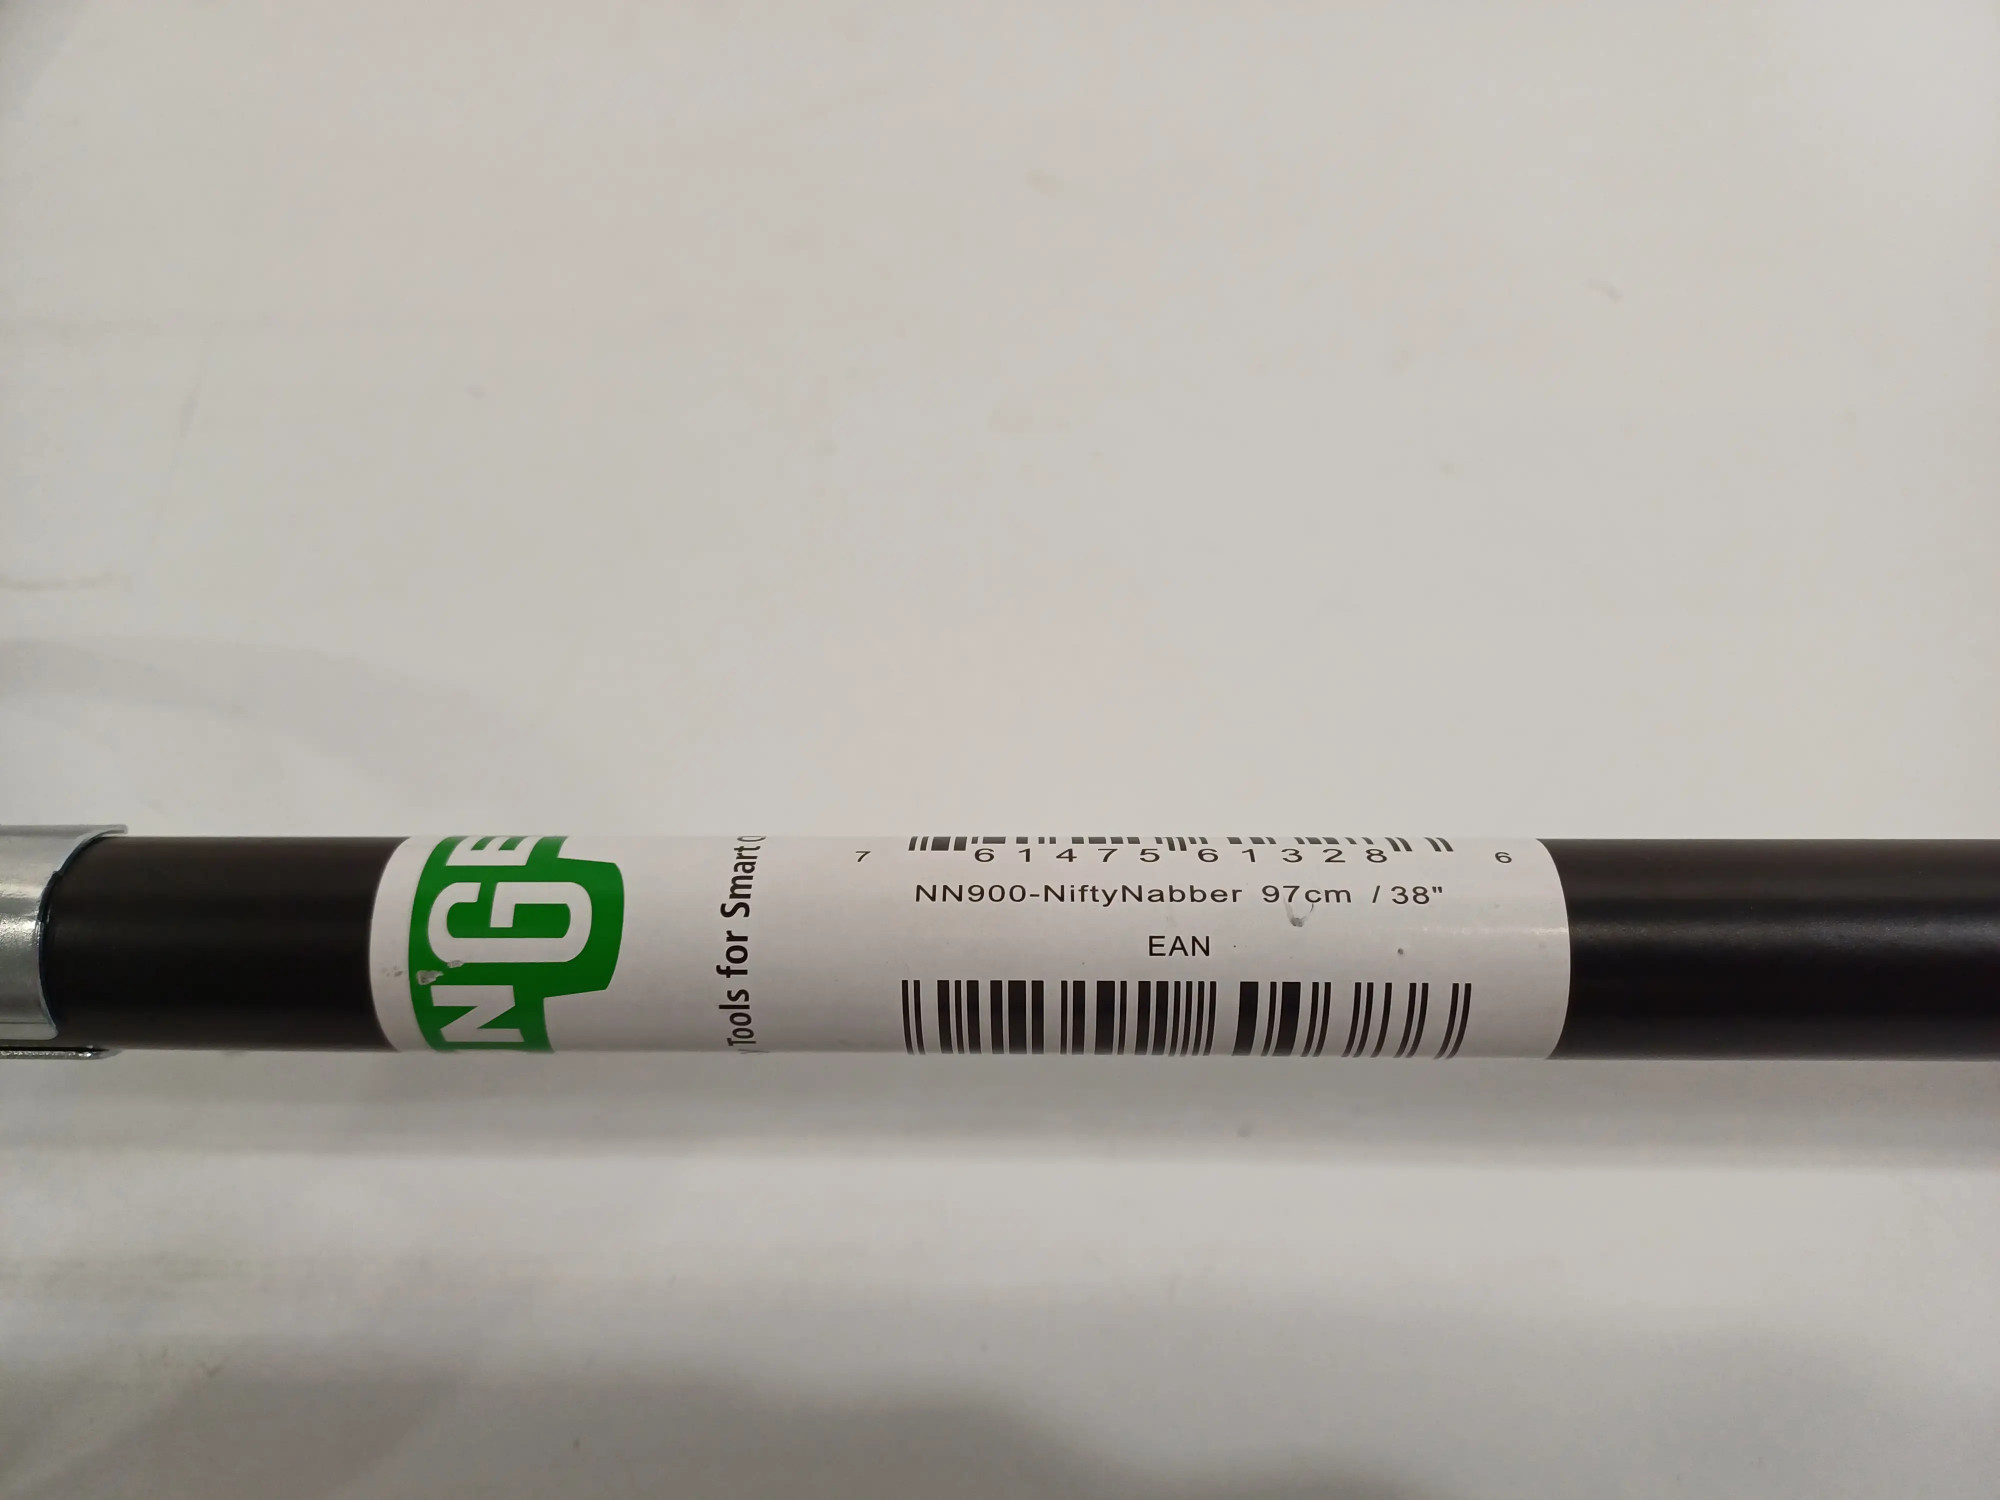 NGE
Tools for Smart
7 61475 61328 6
NN900-NiftyNabber 97cm / 38"
EAN